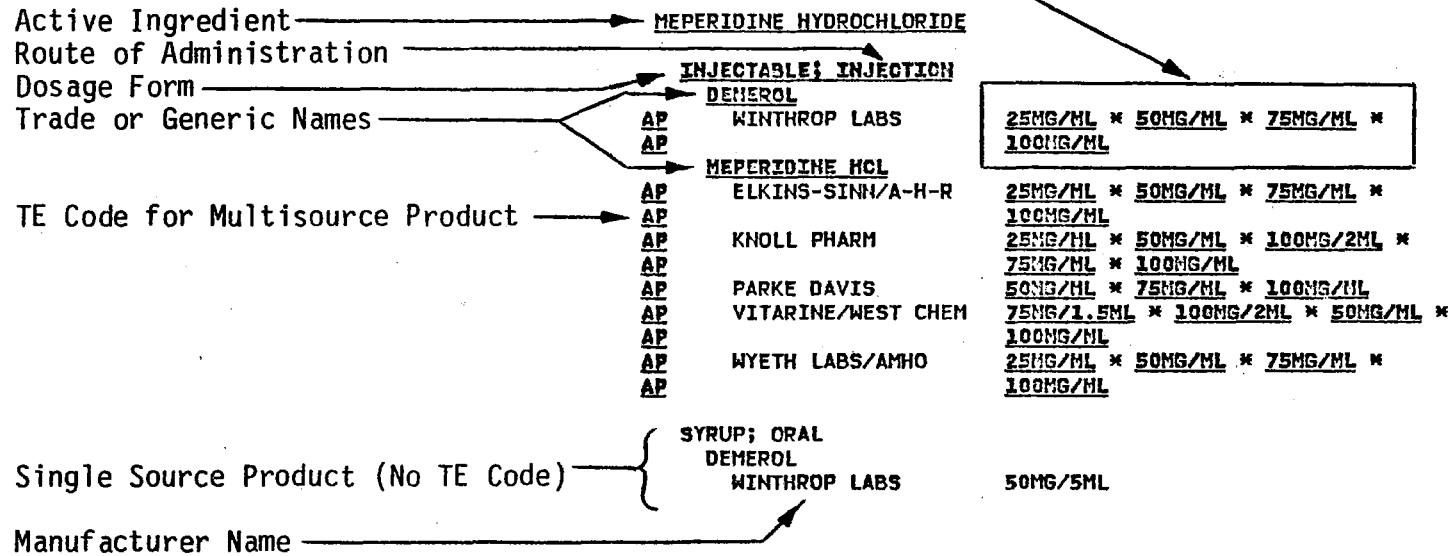 Active Ingredient MEPERIDINE HYDROCHLORIDE
Route of Administration
INJECTABLE; INJECTION
Dosage Form
DEMEROL
Trade or Generic Names AP WINTHROP LABS 25MG/ML * 50MG/ML * 75MG/ML *
AP 100MG/ML
MEPERIDINE HCL
AP ELKINS-SINN/A-H-R 25MG/ML * 50MG/ML * 75MG/ML *
TE Code for Multisource Product AP 100MG/ML
AP KNOLL PHARM 25MG/ML * 50MG/ML * 100MG/2ML *
AP 75MG/ML * 100MG/ML
AP PARKE DAVIS 50MG/ML * 75MG/ML * 100MG/ML
AP VITARINE/WEST CHEM 75MG/1.5ML * 100MG/2ML * 50MG/ML *
AP 100MG/ML
AP WYETH LABS/AMHO 25MG/ML * 50MG/ML * 75MG/ML *
AP 100MG/ML
SYRUP; ORAL
DEMEROL
Single Source Product (No TE Code) WINTHROP LABS 50MG/5ML
Manufacturer Name